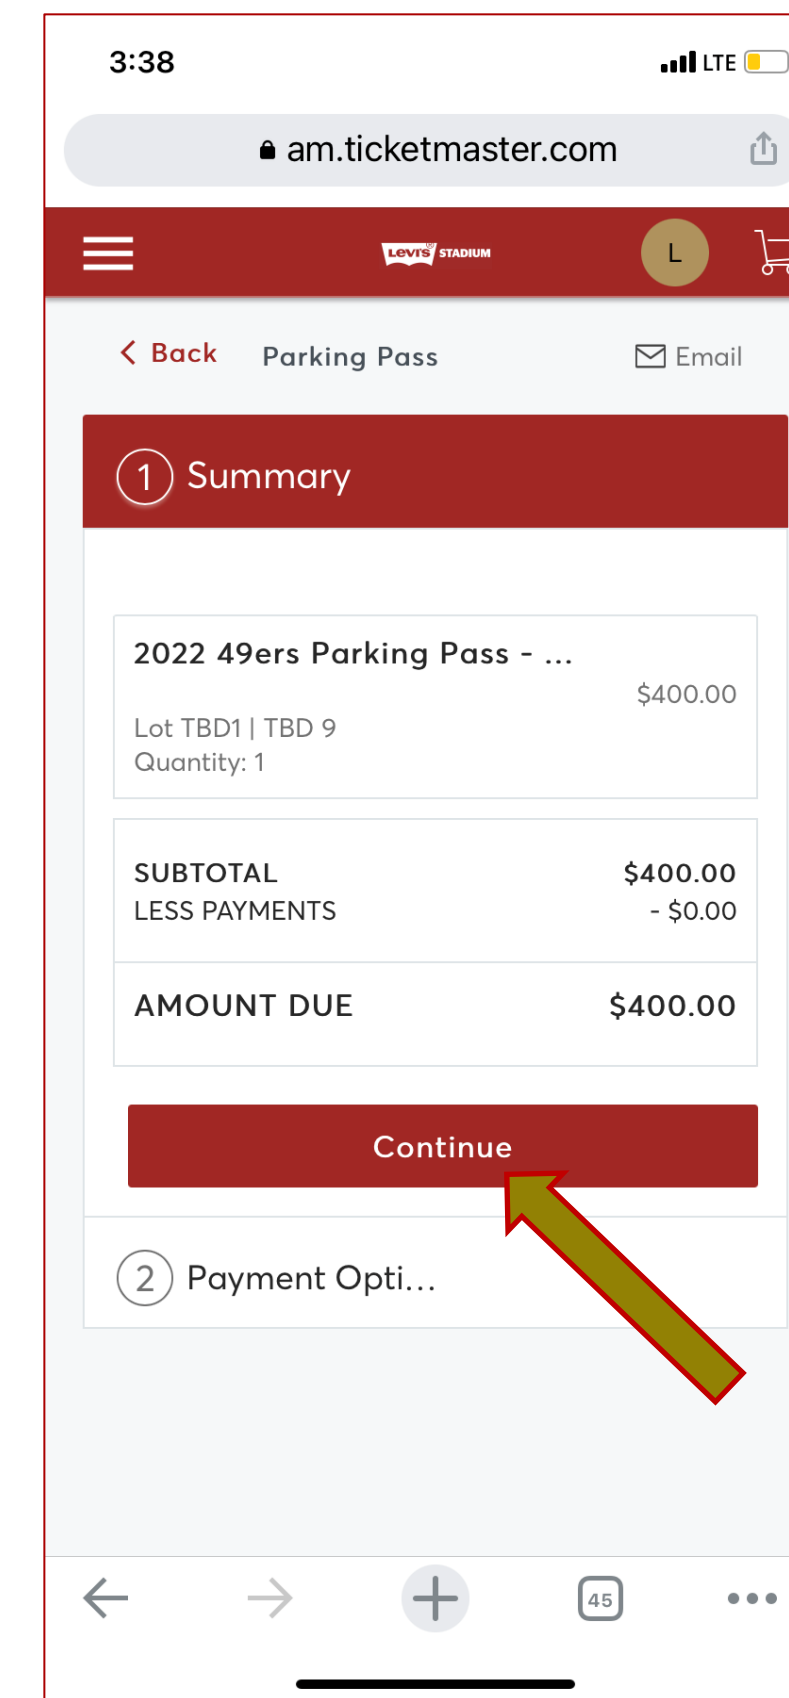 3:38 LTE
am.ticketmaster.com
Levi's® STADIUM L
Back Parking Pass Email
1 Summary
2022 49ers Parking Pass - ...
$400.00
Lot TBD1 | TBD 9
Quantity: 1
SUBTOTAL $400.00
LESS PAYMENTS - $0.00
AMOUNT DUE $400.00
Continue
2 Payment Opti...
45